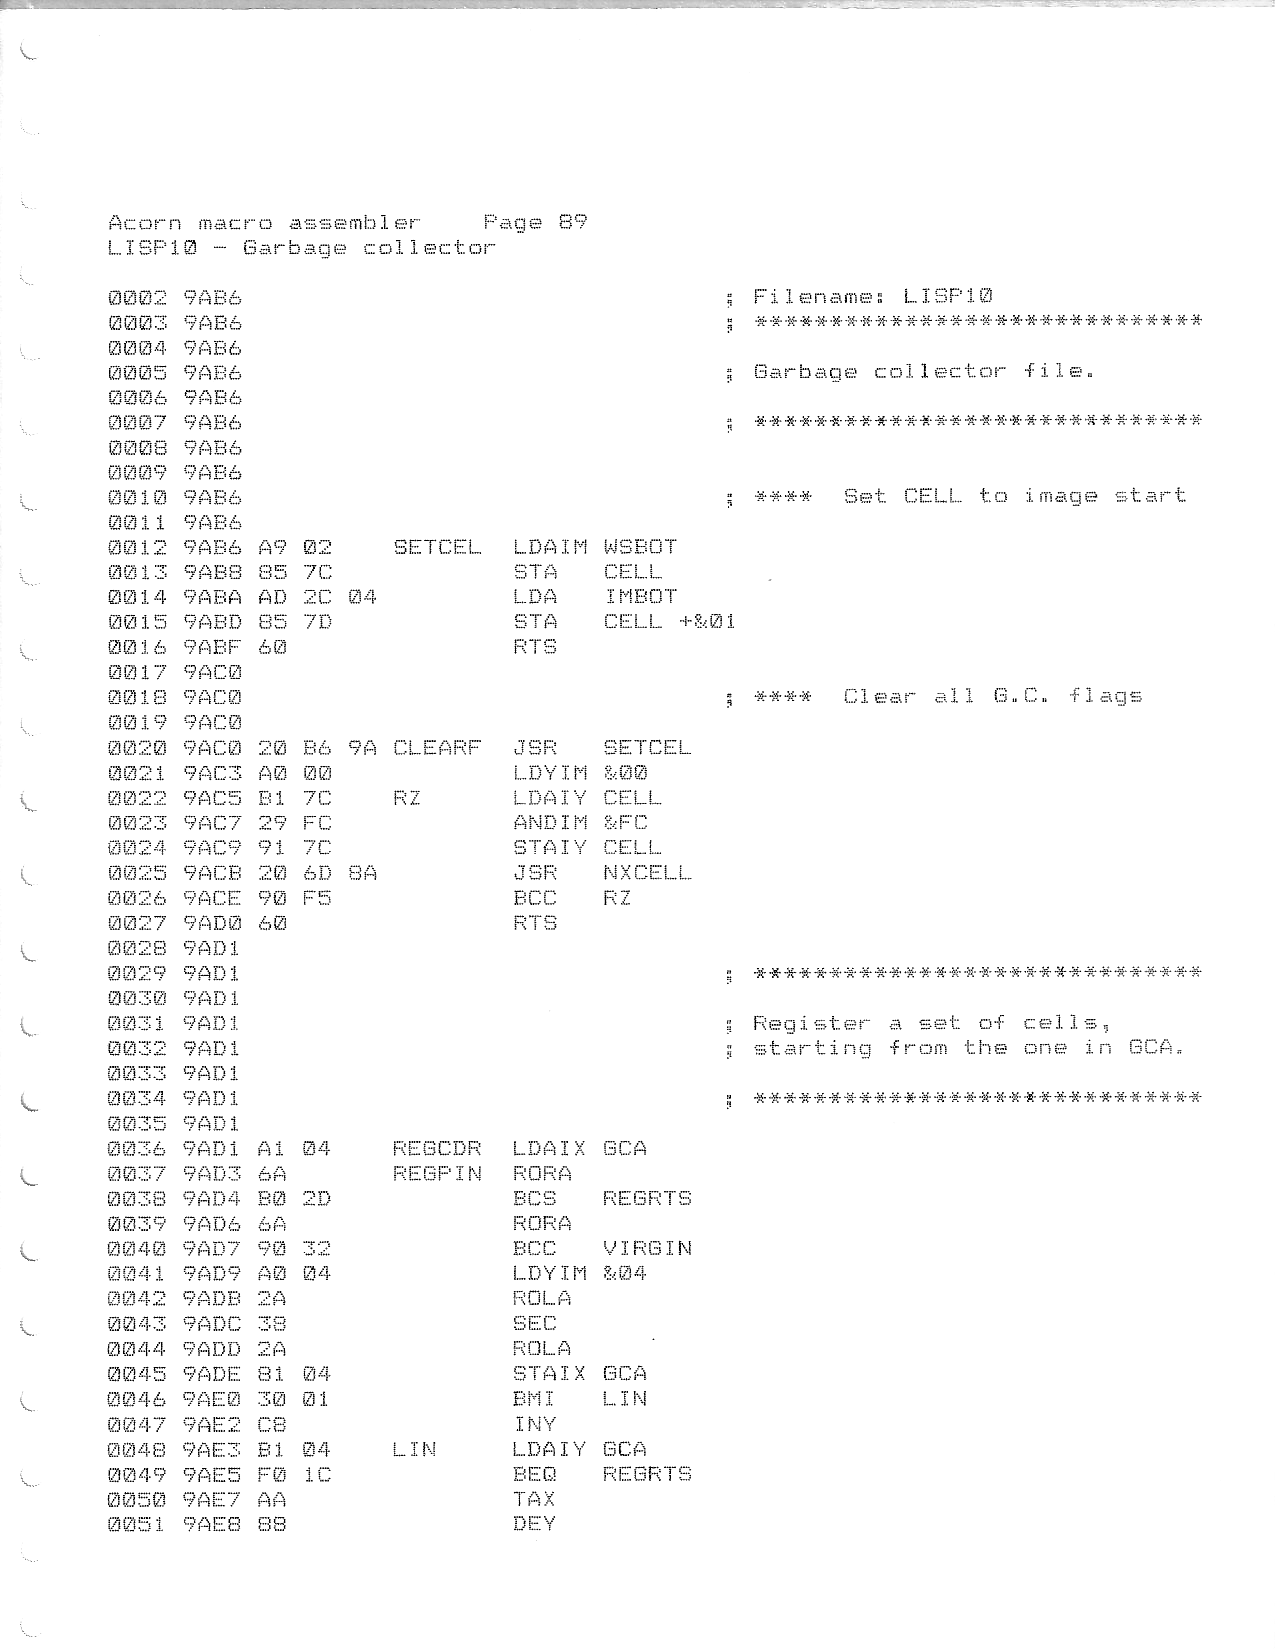 Acorn macro assembler    Page 89
LISP10 - Garbage collector
0002 9AB6                                ; Filename: LISP10
0003 9AB6                                ; ******************************
0004 9AB6
0005 9AB6                                ; Garbage collector file.
0006 9AB6
0007 9AB6                                ; ******************************
0008 9AB6
0009 9AB6
0010 9AB6                                ; ****  Set CELL to image start
0011 9AB6
0012 9AB6 A9 02    SETCEL  LDAIM WSBOT
0013 9AB8 85 7C            STA   CELL
0014 9ABA AD 2C 04         LDA   IMBOT
0015 9ABD 85 7D            STA   CELL +&01
0016 9ABF 60               RTS
0017 9AC0
0018 9AC0                                ; ****  Clear all G.C. flags
0019 9AC0
0020 9AC0 20 B6 9A CLEARF  JSR   SETCEL
0021 9AC3 A0 00            LDYIM &00
0022 9AC5 B1 7C    RZ      LDAIY CELL
0023 9AC7 29 FC            ANDIM &FC
0024 9AC9 91 7C            STAIY CELL
0025 9ACB 20 6D 8A         JSR   NXCELL
0026 9ACE 90 F5            BCC   RZ
0027 9AD0 60               RTS
0028 9AD1
0029 9AD1                                ; ******************************
0030 9AD1
0031 9AD1                                ; Register a set of cells,
0032 9AD1                                ; starting from the one in GCA.
0033 9AD1
0034 9AD1                                ; ******************************
0035 9AD1
0036 9AD1 A1 04    REGCDR  LDAIX GCA
0037 9AD3 6A       REGPIN  RORA
0038 9AD4 B0 2D            BCS   REGRTS
0039 9AD6 6A               RORA
0040 9AD7 90 32            BCC   VIRGIN
0041 9AD9 A0 04            LDYIM &04
0042 9ADB 2A               ROLA
0043 9ADC 38               SEC
0044 9ADD 2A               ROLA
0045 9ADE 81 04            STAIX GCA
0046 9AE0 30 01            BMI   LIN
0047 9AE2 C8               INY
0048 9AE3 B1 04    LIN     LDAIY GCA
0049 9AE5 F0 1C            BEQ   REGRTS
0050 9AE7 AA               TAX
0051 9AE8 88               DEY